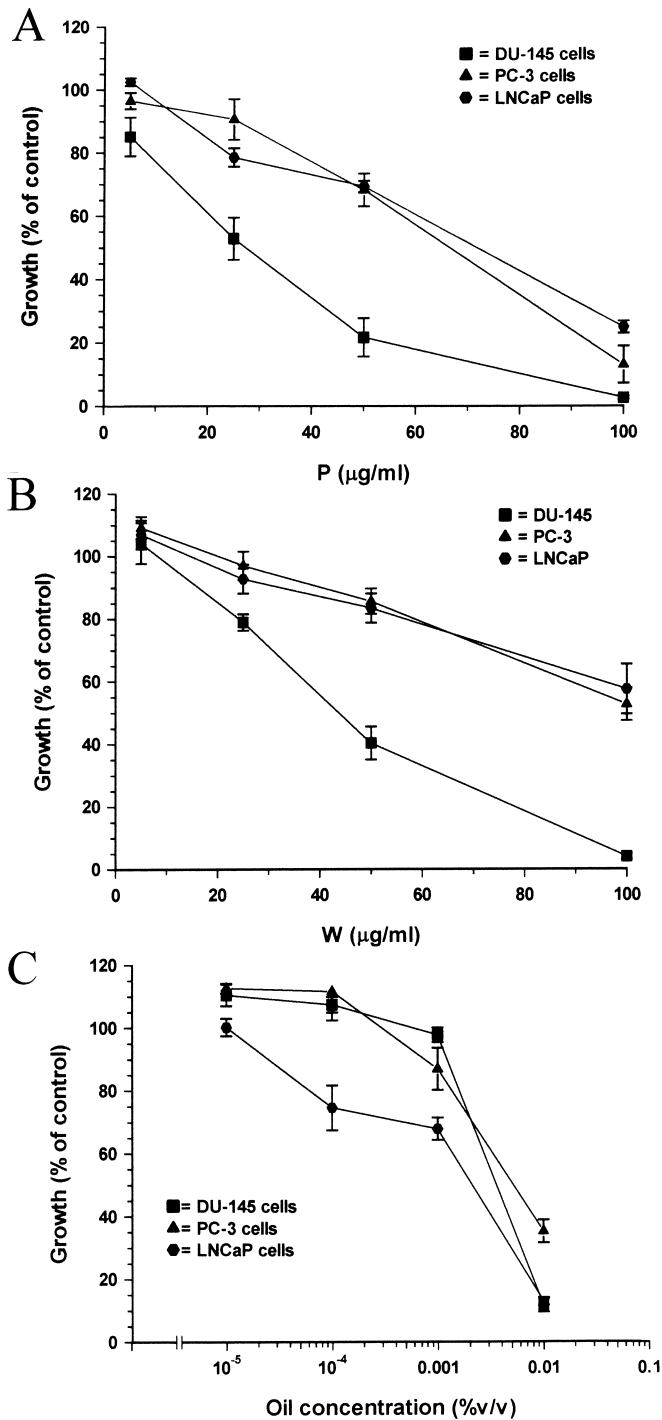 A
120
100
80
60
40
20
0
Growth (% of control)
■ = DU-145 cells
▲ = PC-3 cells
● = LNCaP cells
0 20 40 60 80 100
P (μg/ml)
B
120
100
80
60
40
20
0
Growth (% of control)
■ = DU-145
▲ = PC-3
● = LNCaP
0 20 40 60 80 100
W (μg/ml)
C
120
100
80
60
40
20
0
Growth (% of control)
■ = DU-145 cells
▲ = PC-3 cells
● = LNCaP cells
10⁻⁵ 10⁻⁴ 0.001 0.01 0.1
Oil concentration (%v/v)